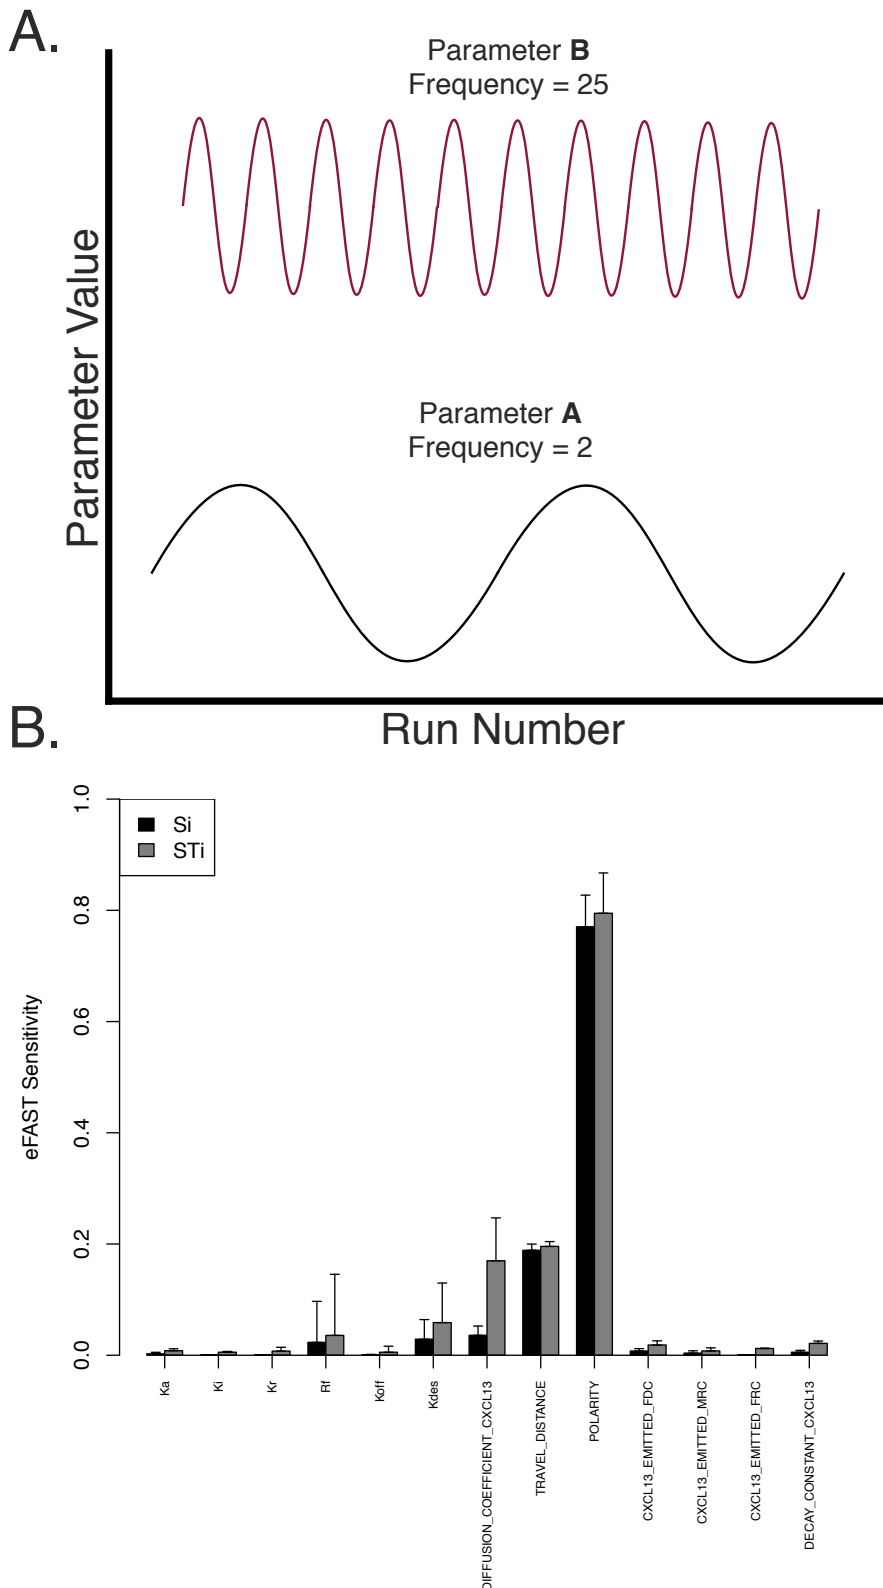 A.
Parameter B
Frequency = 25
Parameter Value
Parameter A
Frequency = 2
Run Number
B.
1.0
0.8
0.6
0.4
0.2
0.0
eFAST Sensitivity
Si
STi
Ka
Ki
Kr
Rf
Koff
Kdes
DIFFUSION_COEFFICIENT_CXCL13
TRAVEL_DISTANCE
POLARITY
CXCL13_EMITTED_FDC
CXCL13_EMITTED_MRC
CXCL13_EMITTED_FRC
DECAY_CONSTANT_CXCL13